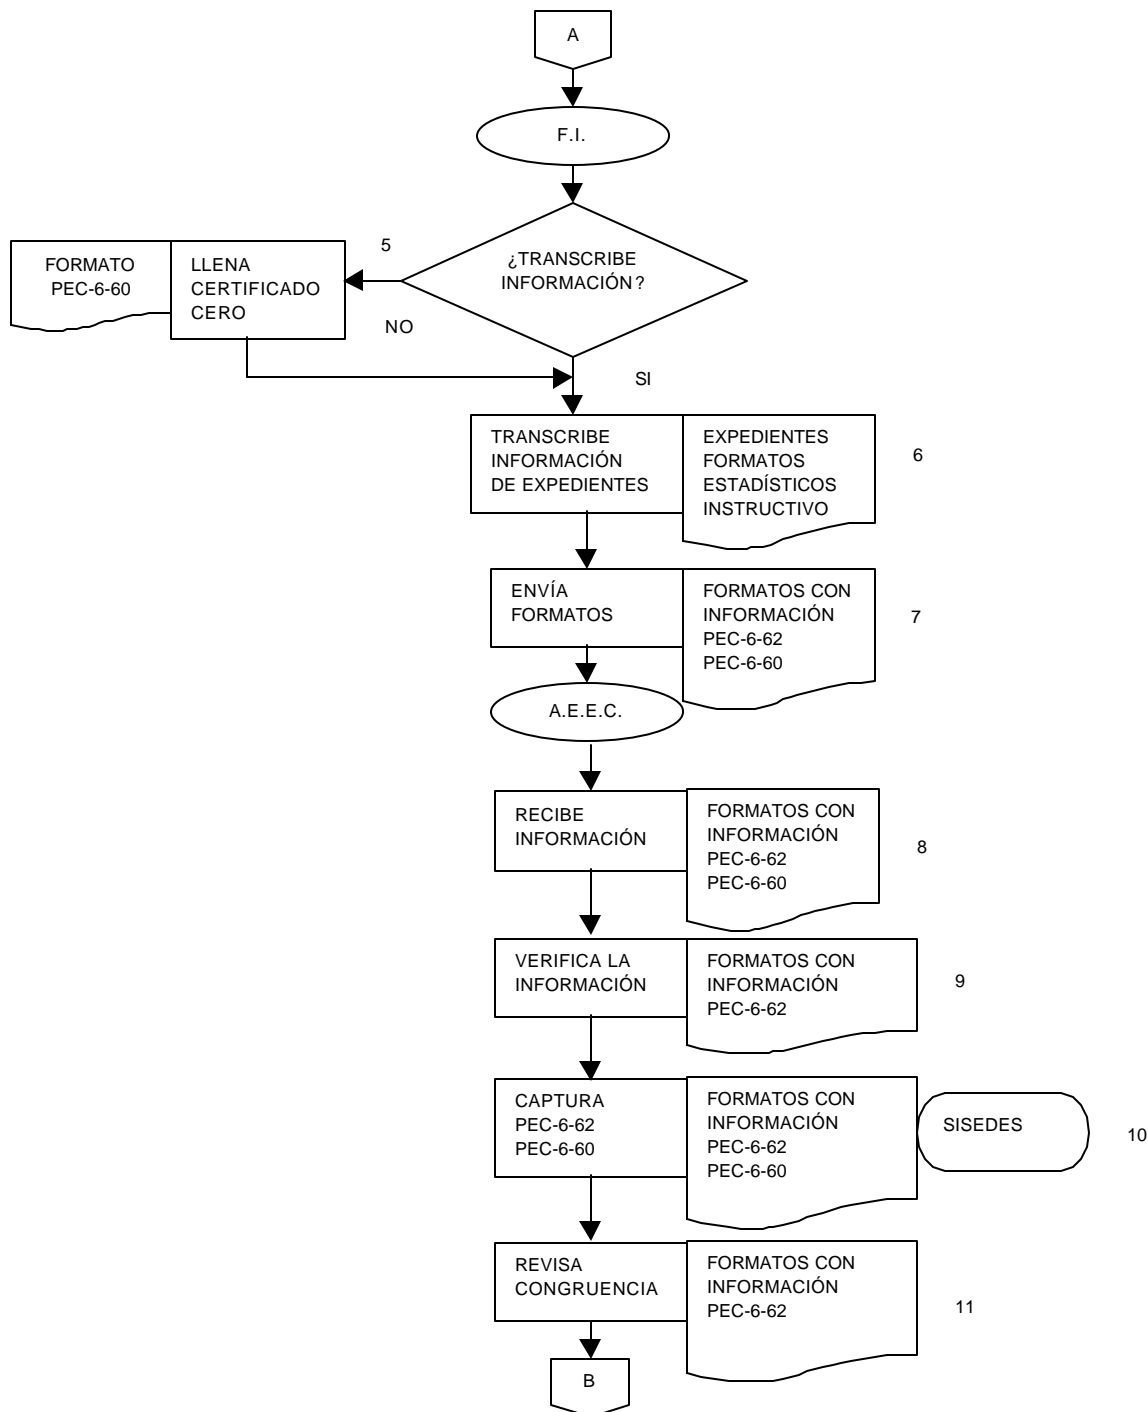 A
F.I.
¿TRANSCRIBE
INFORMACIÓN?
5
FORMATO
PEC-6-60
LLENA
CERTIFICADO
CERO
NO
SI
TRANSCRIBE
INFORMACIÓN
DE EXPEDIENTES
EXPEDIENTES
FORMATOS
ESTADÍSTICOS
INSTRUCTIVO
6
ENVÍA
FORMATOS
FORMATOS CON
INFORMACIÓN
PEC-6-62
PEC-6-60
7
A.E.E.C.
RECIBE
INFORMACIÓN
FORMATOS CON
INFORMACIÓN
PEC-6-62
PEC-6-60
8
VERIFICA LA
INFORMACIÓN
FORMATOS CON
INFORMACIÓN
PEC-6-62
9
CAPTURA
PEC-6-62
PEC-6-60
FORMATOS CON
INFORMACIÓN
PEC-6-62
PEC-6-60
SISEDES
10
REVISA
CONGRUENCIA
FORMATOS CON
INFORMACIÓN
PEC-6-62
11
B